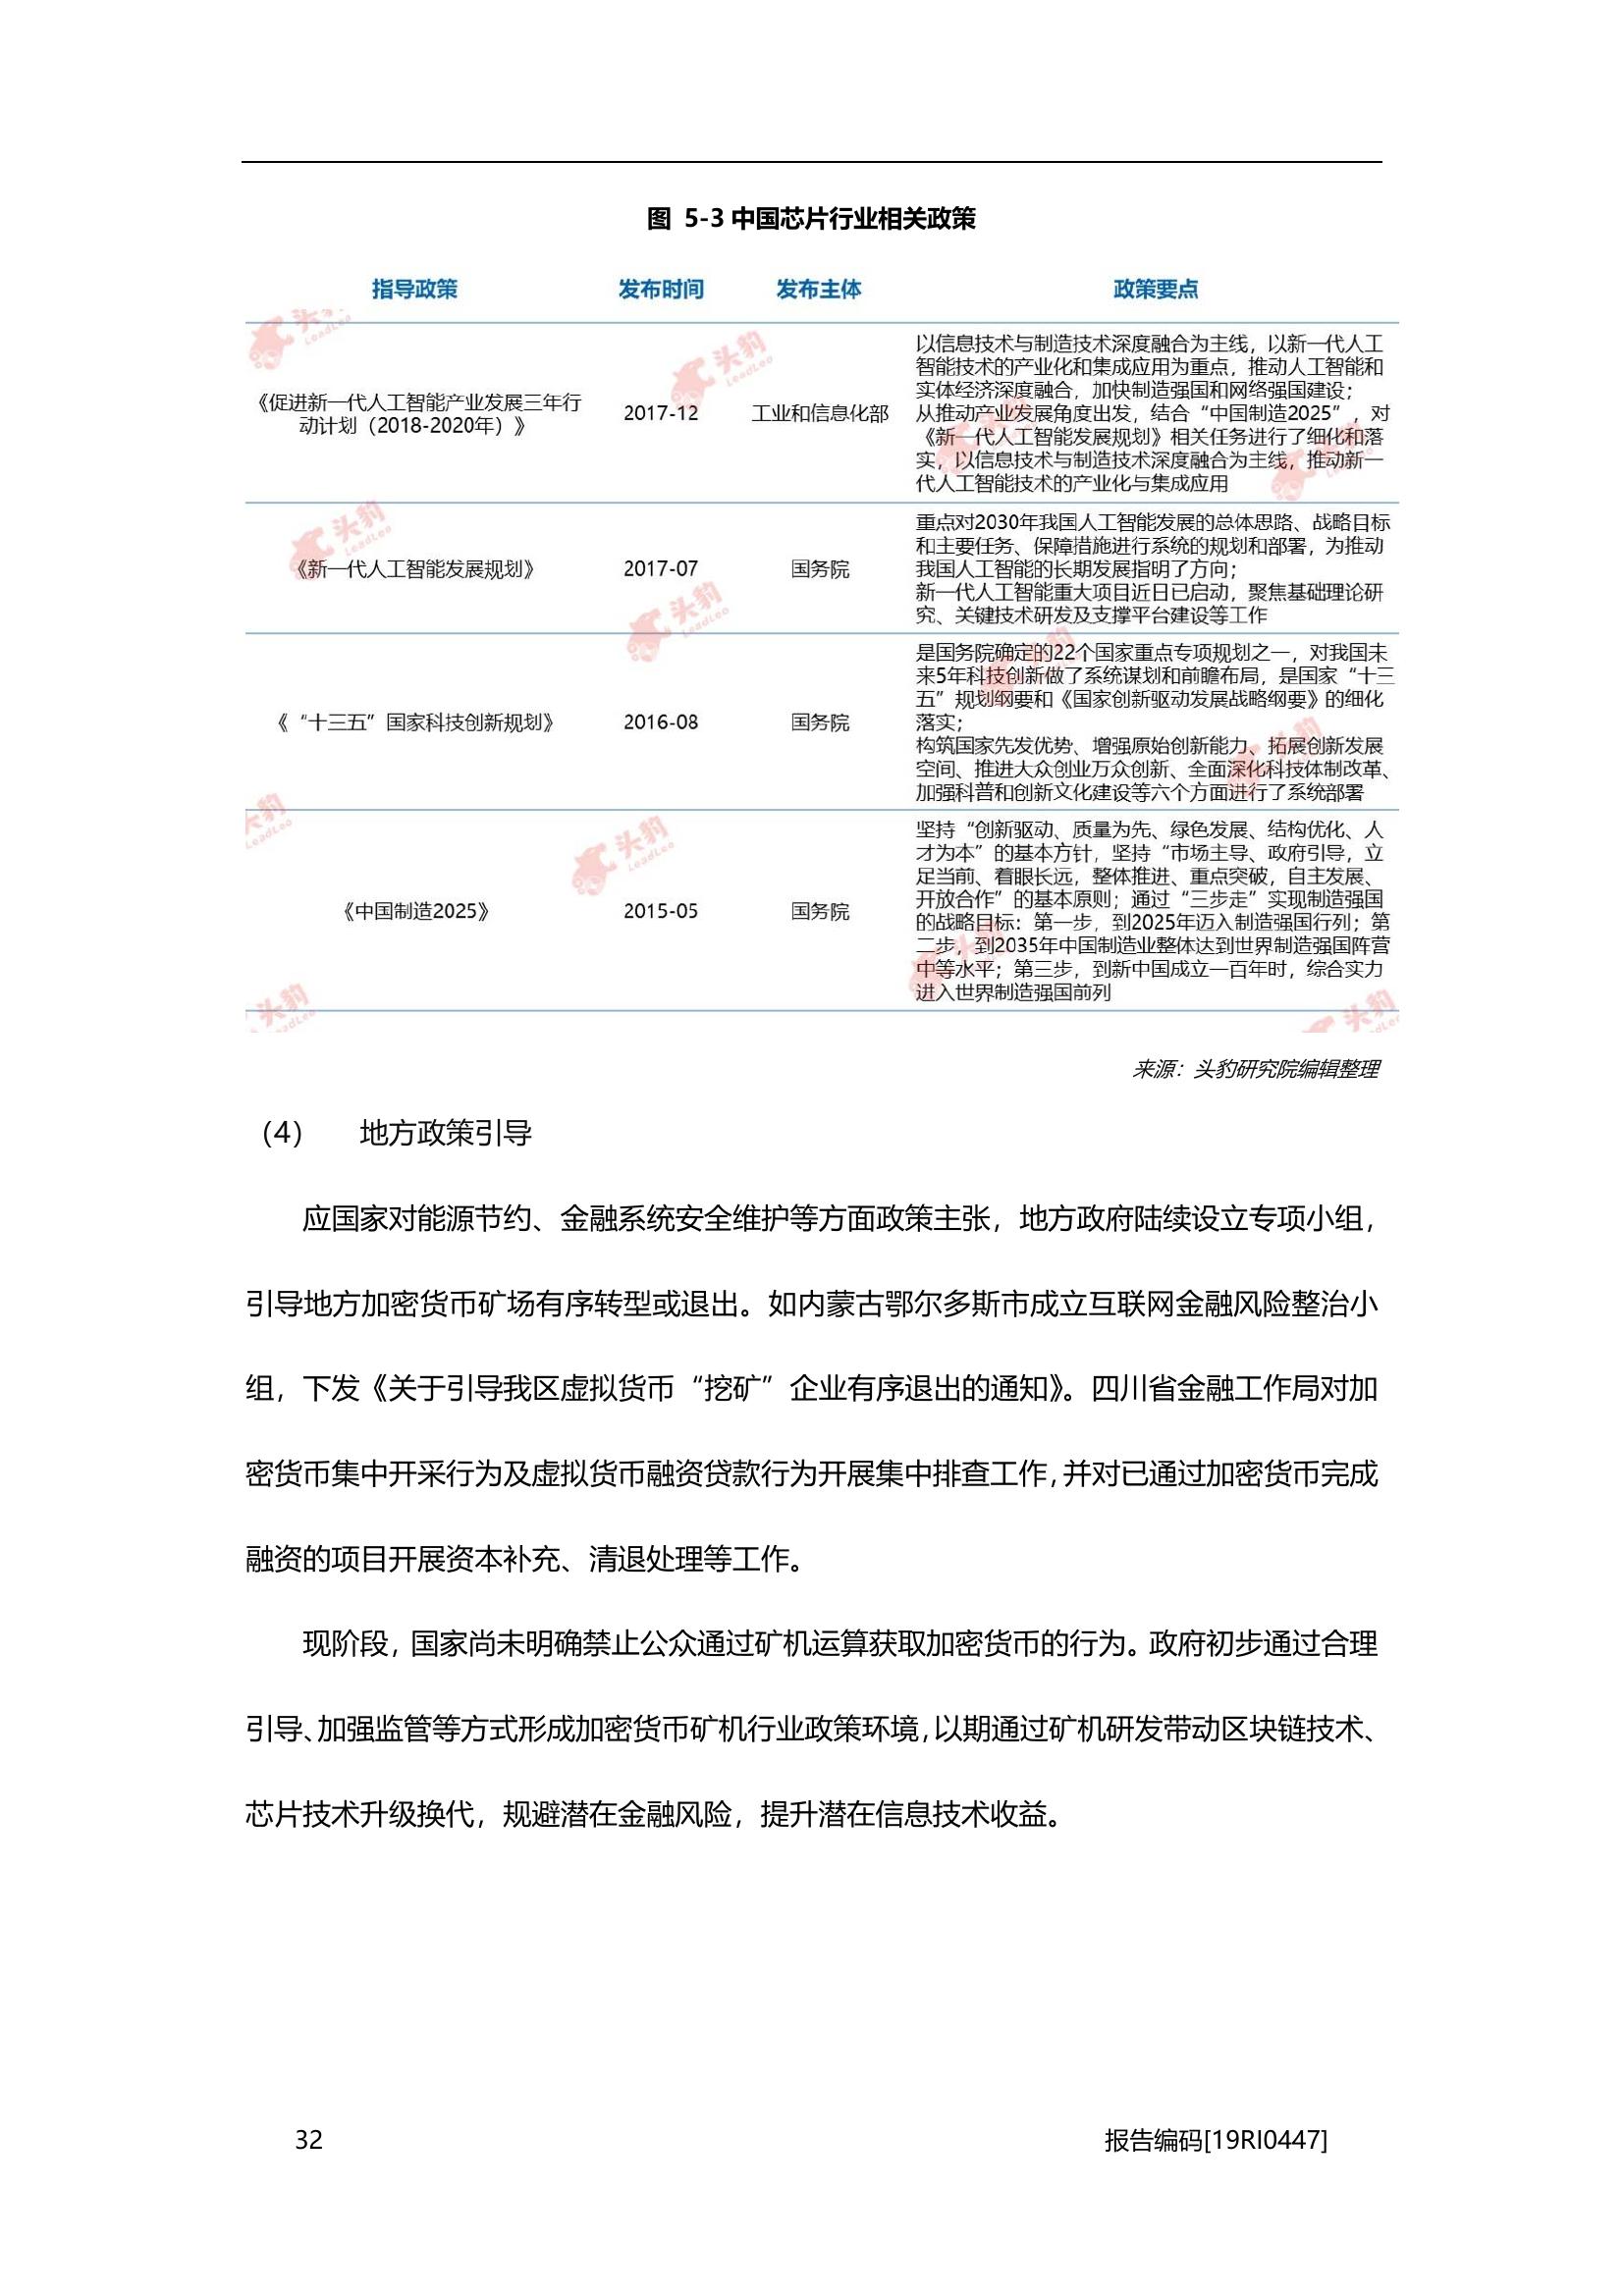 图 5-3 中国芯片行业相关政策
指导政策 发布时间 发布主体 政策要点
《促进新一代人工智能产业发展三年行
动计划（2018-2020年）》
2017-12
工业和信息化部
以信息技术与制造技术深度融合为主线，以新一代人工
智能技术的产业化和集成应用为重点，推动人工智能和
实体经济深度融合，加快制造强国和网络强国建设；
从推动产业发展角度出发，结合“中国制造2025”，对
《新一代人工智能发展规划》相关任务进行了细化和落
实，以信息技术与制造技术深度融合为主线，推动新一
代人工智能技术的产业化与集成应用
《新一代人工智能发展规划》
2017-07
国务院
重点对2030年我国人工智能发展的总体思路、战略目标
和主要任务、保障措施进行系统的规划和部署，为推动
我国人工智能的长期发展指明了方向；
新一代人工智能重大项目近日已启动，聚焦基础理论研
究、关键技术研发及支撑平台建设等工作
《“十三五”国家科技创新规划》
2016-08
国务院
是国务院确定的22个国家重点专项规划之一，对我国未
来5年科技创新做了系统谋划和前瞻布局，是国家“十三
五”规划纲要和《国家创新驱动发展战略纲要》的细化
落实；
构筑国家先发优势、增强原始创新能力、拓展创新发展
空间、推进大众创业万众创新、全面深化科技体制改革、
加强科普和创新文化建设等六个方面进行了系统部署
《中国制造2025》
2015-05
国务院
坚持“创新驱动、质量为先、绿色发展、结构优化、人
才为本”的基本方针，坚持“市场主导、政府引导，立
足当前、着眼长远，整体推进、重点突破，自主发展、
开放合作”的基本原则；通过“三步走”实现制造强国
的战略目标：第一步，到2025年迈入制造强国行列；第
二步，到2035年中国制造业整体达到世界制造强国阵营
中等水平；第三步，到新中国成立一百年时，综合实力
进入世界制造强国前列
来源：头豹研究院编辑整理
（4） 地方政策引导
应国家对能源节约、金融系统安全维护等方面政策主张，地方政府陆续设立专项小组，
引导地方加密货币矿场有序转型或退出。如内蒙古鄂尔多斯市成立互联网金融风险整治小
组，下发《关于引导我区虚拟货币“挖矿”企业有序退出的通知》。四川省金融工作局对加
密货币集中开采行为及虚拟货币融资贷款行为开展集中排查工作，并对已通过加密货币完成
融资的项目开展资本补充、清退处理等工作。
现阶段，国家尚未明确禁止公众通过矿机运算获取加密货币的行为。政府初步通过合理
引导、加强监管等方式形成加密货币矿机行业政策环境，以期通过矿机研发带动区块链技术、
芯片技术升级换代，规避潜在金融风险，提升潜在信息技术收益。
32 报告编码[19RI0447]